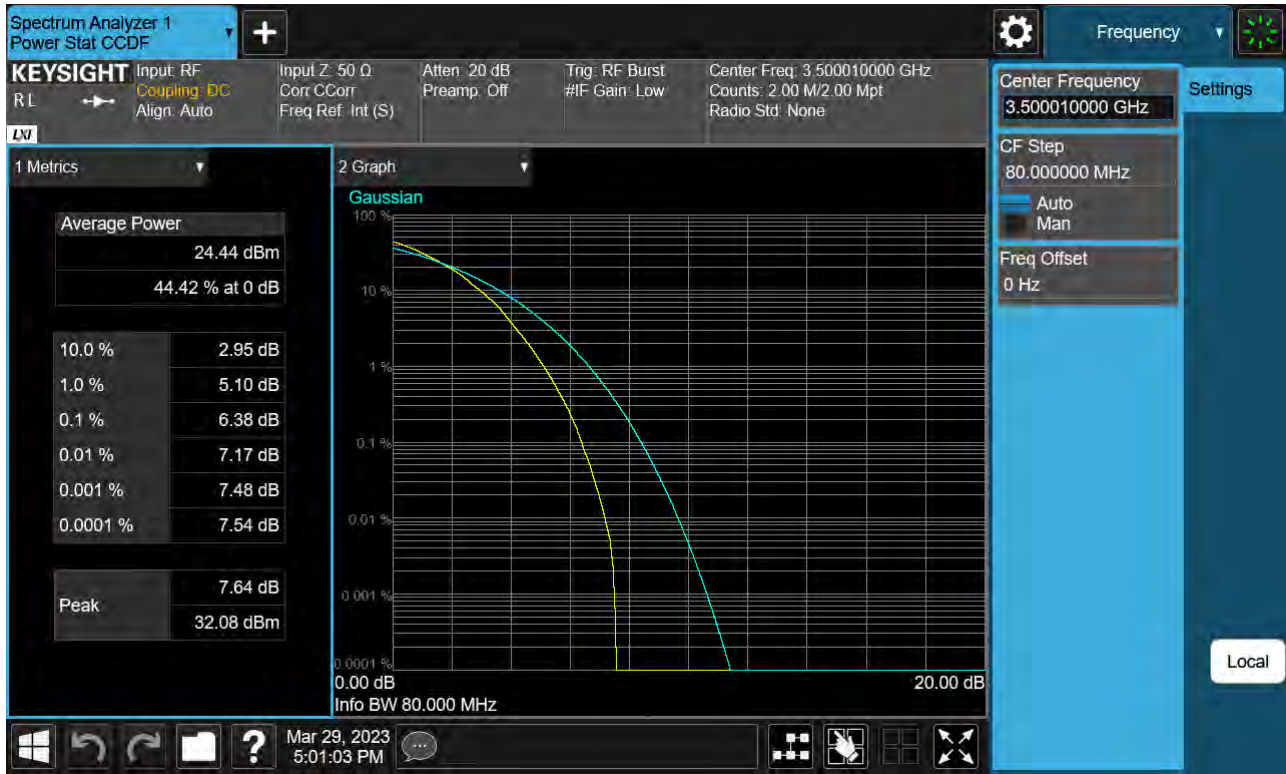 Spectrum Analyzer 1
Power Stat CCDF
Frequency
KEYSIGHT
RL
LXI
Input: RF
Coupling: DC
Align: Auto
Input Z: 50 Ω
Corr CCorr
Freq Ref: Int (S)
Atten: 20 dB
Preamp: Off
Trig: RF Burst
#IF Gain: Low
Center Freq: 3.500010000 GHz
Counts: 2.00 M/2.00 Mpt
Radio Std: None
Center Frequency
3.500010000 GHz
CF Step
80.000000 MHz
Auto
Man
Freq Offset
0 Hz
Settings
Local
1 Metrics
Average Power
24.44 dBm
44.42 % at 0 dB
10.0 % 2.95 dB
1.0 % 5.10 dB
0.1 % 6.38 dB
0.01 % 7.17 dB
0.001 % 7.48 dB
0.0001 % 7.54 dB
Peak
7.64 dB
32.08 dBm
2 Graph
Gaussian
100 %
10 %
1 %
0.1 %
0.01 %
0.001 %
0.0001 %
0.00 dB 20.00 dB
Info BW 80.000 MHz
?
Mar 29, 2023
5:01:03 PM